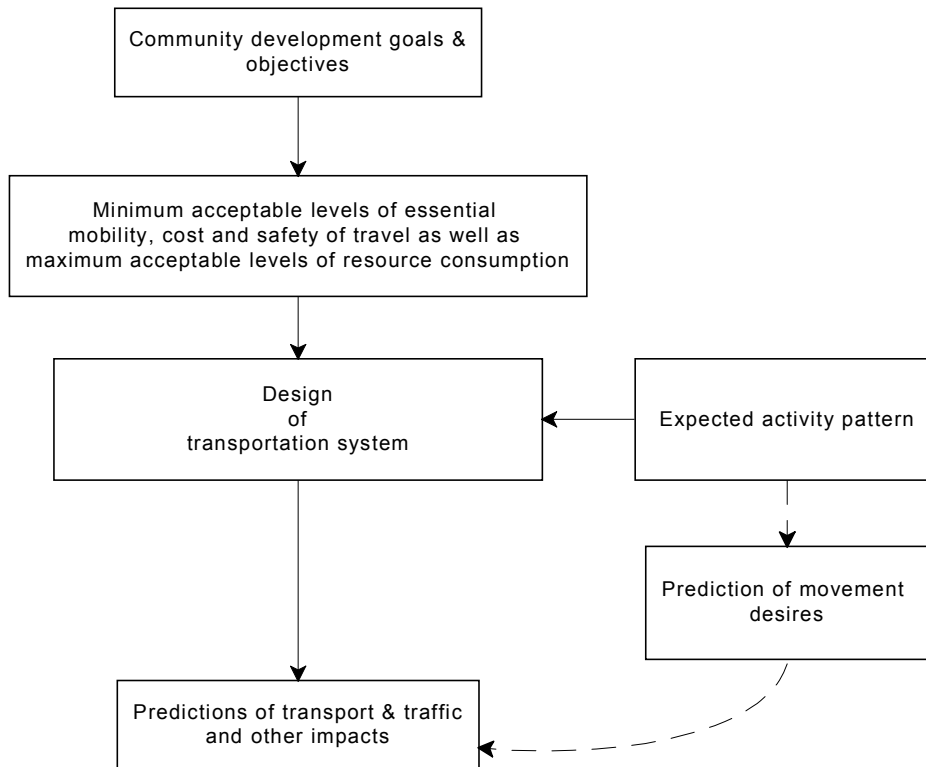 Community development goals &
objectives
Minimum acceptable levels of essential
mobility, cost and safety of travel as well as
maximum acceptable levels of resource consumption
Design
of
transportation system
Expected activity pattern
Prediction of movement
desires
Predictions of transport & traffic
and other impacts